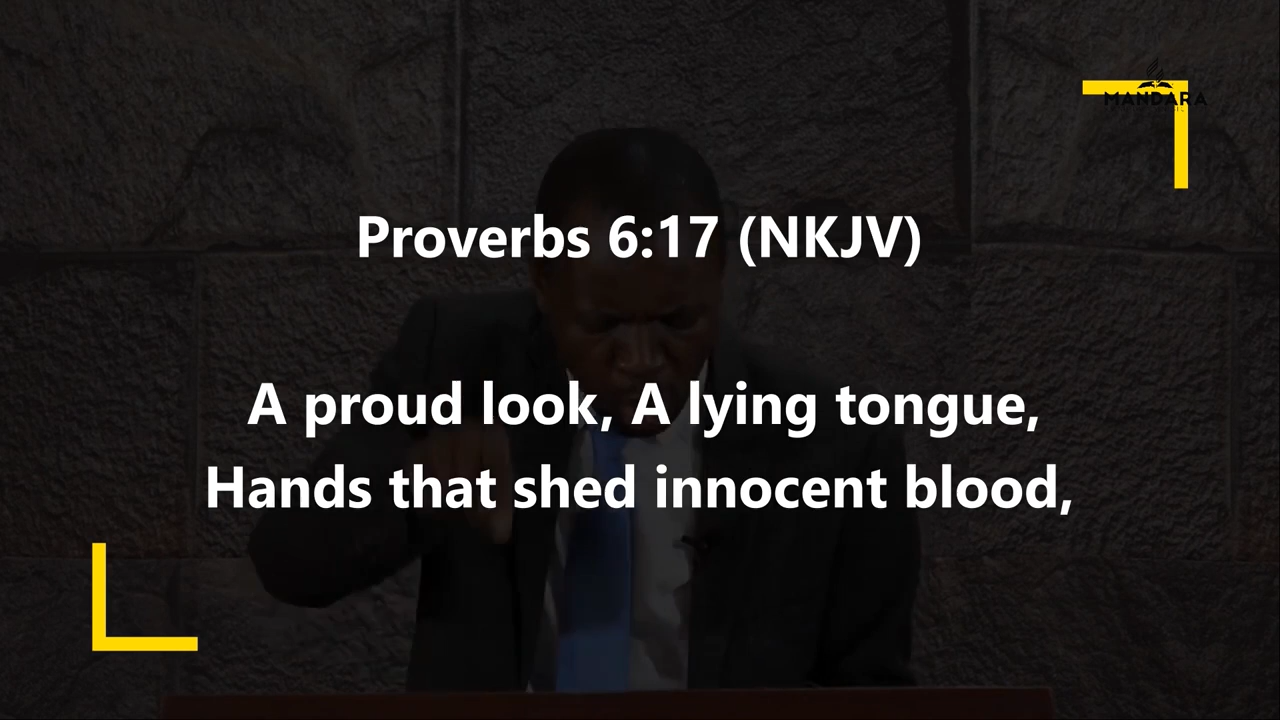 MANDARA
Proverbs 6:17 (NKJV)
A proud look, A lying tongue,
Hands that shed innocent blood,